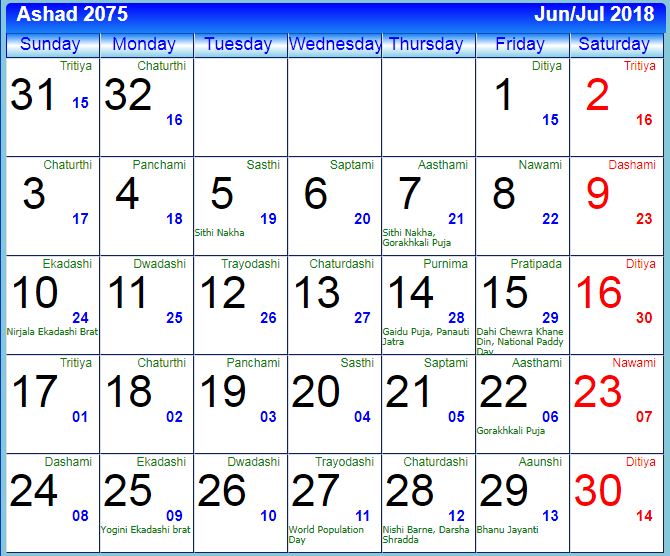 Ashad 2075 Jun/Jul 2018
Sunday Monday Tuesday Wednesday Thursday Friday Saturday
Tritiya Chaturthi Ditiya Tritiya
31 15 32 16 1 15 2 16
Chaturthi Panchami Sasthi Saptami Aasthami Nawami Dashami
3 17 4 18 5 19 6 20 7 21 8 22 9 23
Sithi Nakha Sithi Nakha,
Gorakhkali Puja
Ekadashi Dwadashi Trayodashi Chaturdashi Purnima Pratipada Ditiya
10 24 11 25 12 26 13 27 14 28 15 29 16 30
Nirjala Ekadashi Brat Gaidu Puja, Panauti Dahi Chewra Khane
Jatra Din, National Paddy
Day
Tritiya Chaturthi Panchami Sasthi Saptami Aasthami Nawami
17 01 18 02 19 03 20 04 21 05 22 06 23 07
Gorakhkali Puja
Dashami Ekadashi Dwadashi Trayodashi Chaturdashi Aaunshi Ditiya
24 08 25 09 26 10 27 11 28 12 29 13 30 14
Yogini Ekadashi brat World Population Nishi Barne, Darsha Bhanu Jayanti
Day Shradda